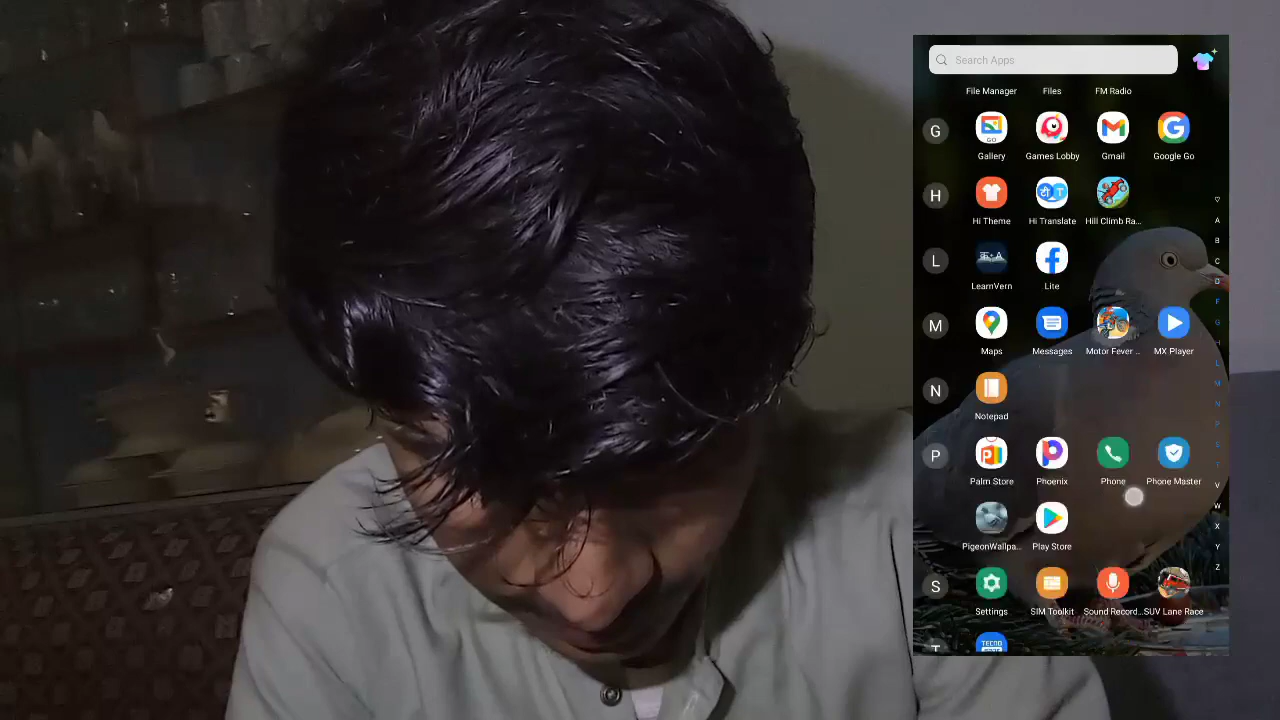 Search Apps
File Manager Files FM Radio
G
GO
Gallery Games Lobby Gmail Google Go
H
Hi Theme Hi Translate Hill Climb Ra...
L
LearnVern Lite
M
Maps Messages Motor Fever ... MX Player
N
Notepad
P
Palm Store Phoenix Phone Phone Master
PigeonWallpa... Play Store
S
Settings SIM Toolkit Sound Record... SUV Lane Race
T
TECNO
A
B
C
D
F
G
H
L
M
N
P
S
T
V
W
X
Y
Z